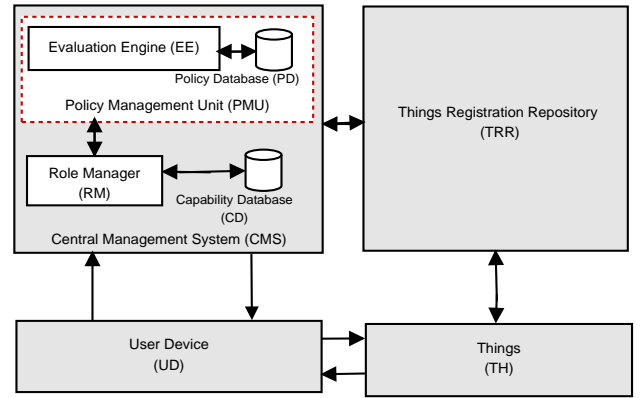 Evaluation Engine (EE)
Policy Database (PD)
Policy Management Unit (PMU)
Role Manager
(RM)
Capability Database
(CD)
Central Management System (CMS)
Things Registration Repository
(TRR)
User Device
(UD)
Things
(TH)